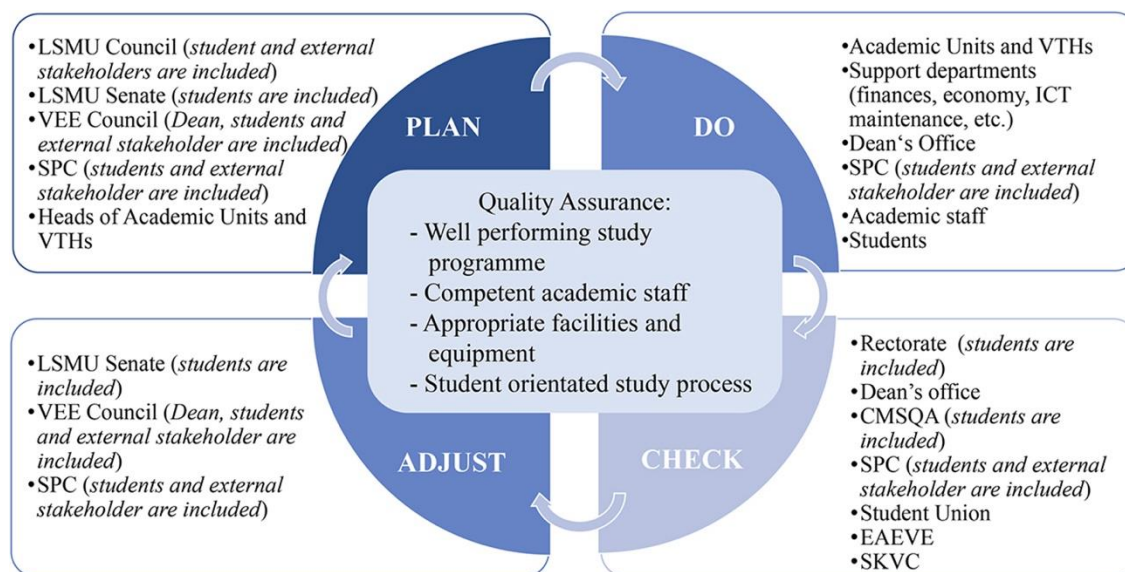 •LSMU Council (student and external
stakeholders are included)
•LSMU Senate (students are included)
•VEE Council (Dean, students and
external stakeholder are included)
•SPC (students and external
stakeholder are included)
•Heads of Academic Units and
VTHs
PLAN
DO
•Academic Units and VTHs
•Support departments
(finances, economy, ICT
maintenance, etc.)
•Dean‘s Office
•SPC (students and external
stakeholder are included)
•Academic staff
•Students
Quality Assurance:
- Well performing study
programme
- Competent academic staff
- Appropriate facilities and
equipment
- Student orientated study process
•LSMU Senate (students are
included)
•VEE Council (Dean, students
and external stakeholder are
included)
•SPC (students and external
stakeholder are included)
ADJUST
CHECK
•Rectorate (students are
included)
•Dean’s office
•CMSQA (students are
included)
•SPC (students and external
stakeholder are included)
•Student Union
•EAEVE
•SKVC